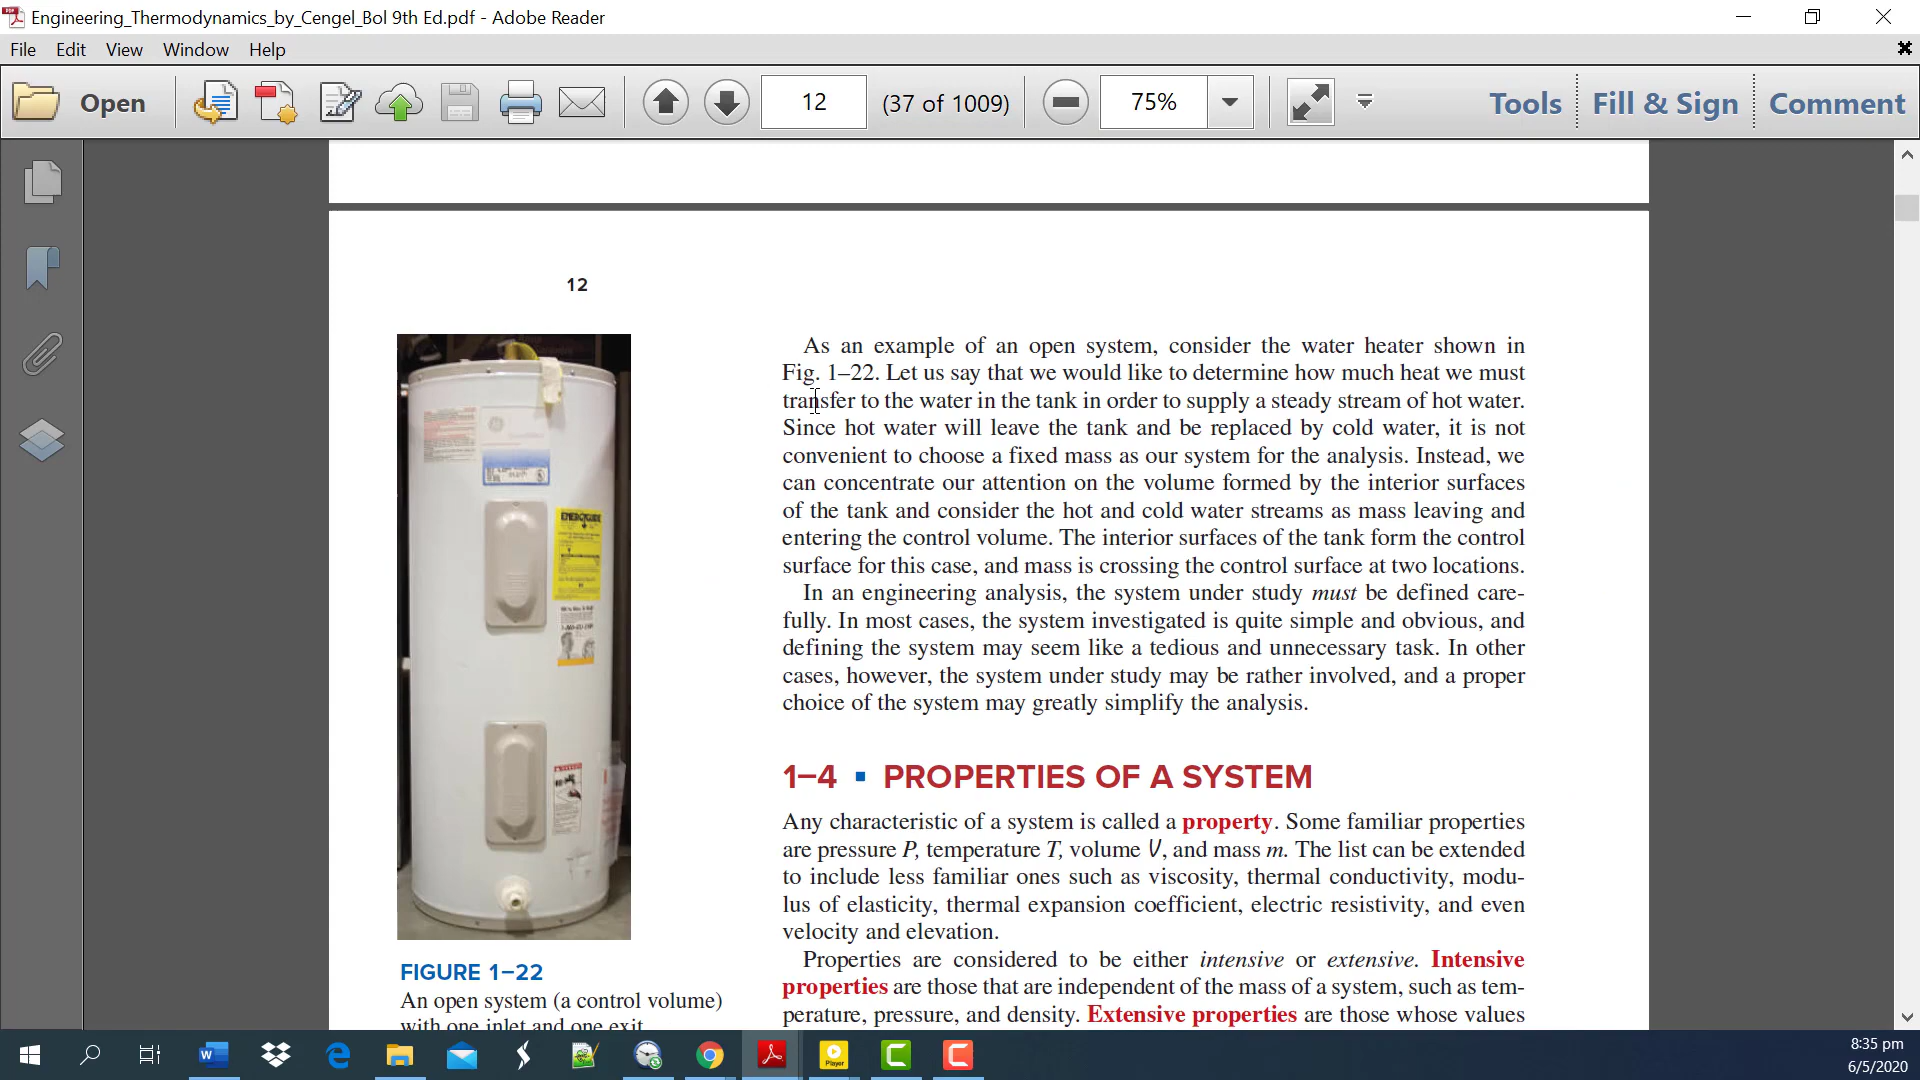 Engineering_Thermodynamics_by_Cengel_Bol 9th Ed.pdf - Adobe Reader
File Edit View Window Help
Open 12 (37 of 1009) 75% Tools Fill & Sign Comment
12
As an example of an open system, consider the water heater shown in
Fig. 1–22. Let us say that we would like to determine how much heat we must
transfer to the water in the tank in order to supply a steady stream of hot water.
Since hot water will leave the tank and be replaced by cold water, it is not
convenient to choose a fixed mass as our system for the analysis. Instead, we
can concentrate our attention on the volume formed by the interior surfaces
of the tank and consider the hot and cold water streams as mass leaving and
entering the control volume. The interior surfaces of the tank form the control
surface for this case, and mass is crossing the control surface at two locations.
In an engineering analysis, the system under study must be defined care-
fully. In most cases, the system investigated is quite simple and obvious, and
defining the system may seem like a tedious and unnecessary task. In other
cases, however, the system under study may be rather involved, and a proper
choice of the system may greatly simplify the analysis.
1–4 ▪ PROPERTIES OF A SYSTEM
Any characteristic of a system is called a property. Some familiar properties
are pressure P, temperature T, volume V, and mass m. The list can be extended
to include less familiar ones such as viscosity, thermal conductivity, modu-
lus of elasticity, thermal expansion coefficient, electric resistivity, and even
velocity and elevation.
Properties are considered to be either intensive or extensive. Intensive
properties are those that are independent of the mass of a system, such as tem-
perature, pressure, and density. Extensive properties are those whose values
ENERGYGUIDE
FIGURE 1–22
An open system (a control volume)
with one inlet and one exit
Player
8:35 pm
6/5/2020